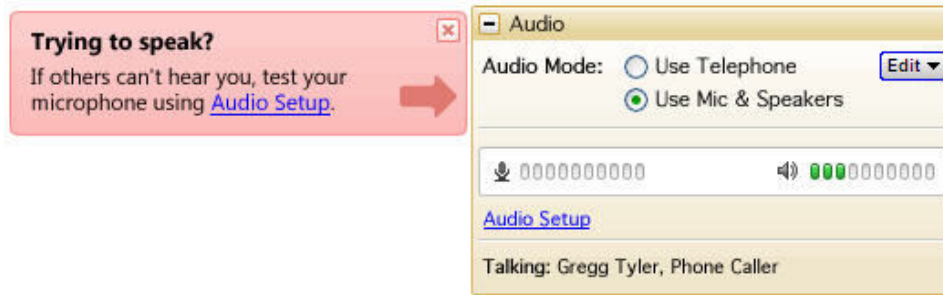 Trying to speak?
If others can't hear you, test your
microphone using Audio Setup.
Audio
Audio Mode: Use Telephone Edit
Use Mic & Speakers
Audio Setup
Talking: Gregg Tyler, Phone Caller